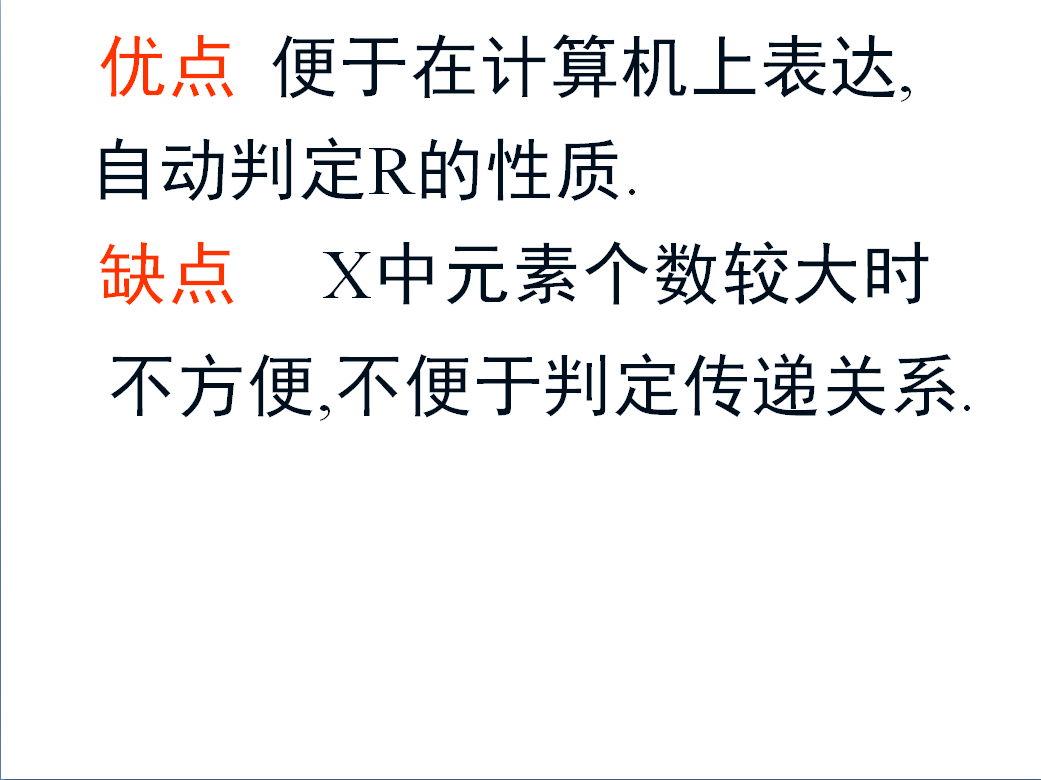 优点 便于在计算机上表达,
自动判定R的性质.
缺点 X中元素个数较大时
不方便,不便于判定传递关系.